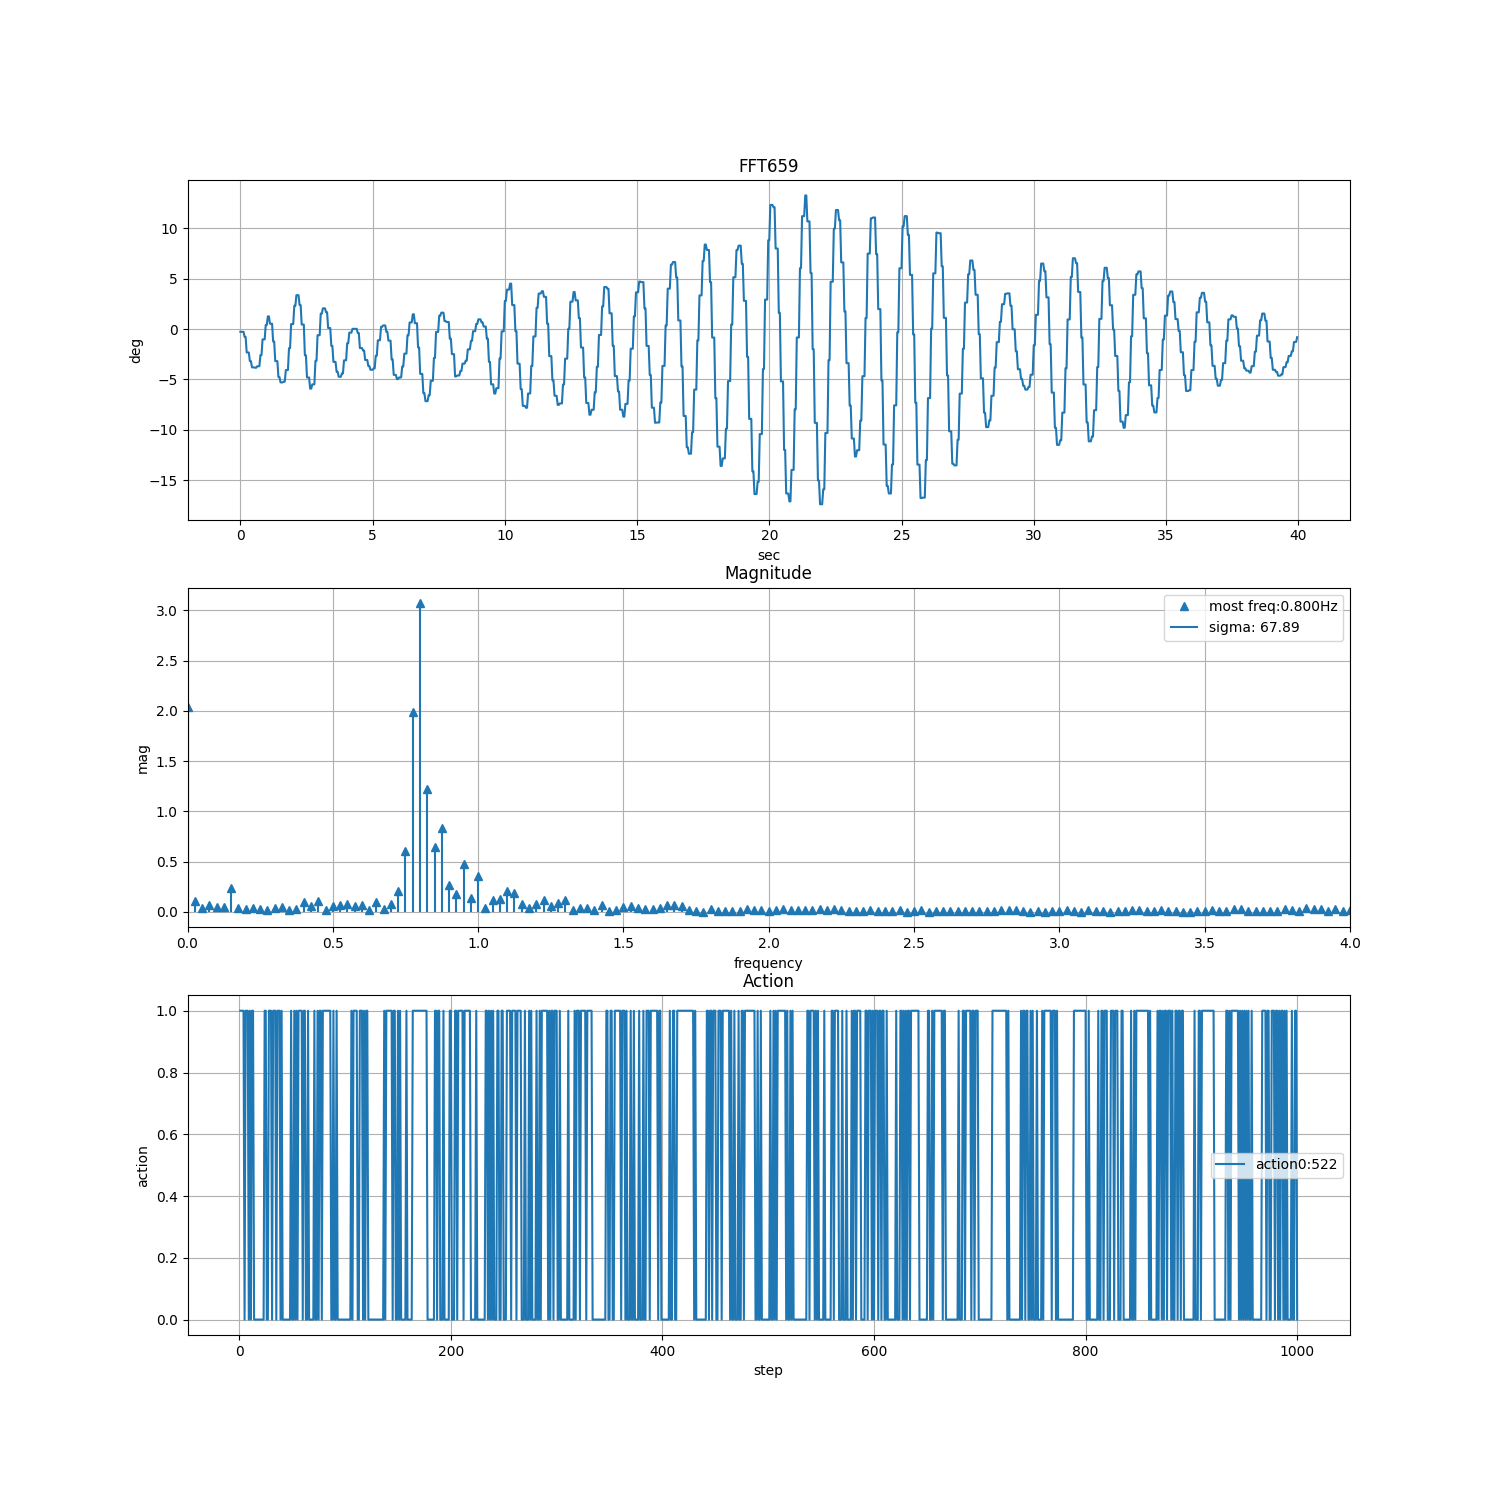 FFT659
10
5
0
−5
−10
−15
deg
0 5 10 15 20 25 30 35 40
sec
Magnitude
most freq:0.800Hz
sigma: 67.89
3.0
2.5
2.0
1.5
1.0
0.5
0.0
mag
0.0 0.5 1.0 1.5 2.0 2.5 3.0 3.5 4.0
frequency
Action
1.0
0.8
0.6
0.4
0.2
0.0
action
action0:522
0 200 400 600 800 1000
step